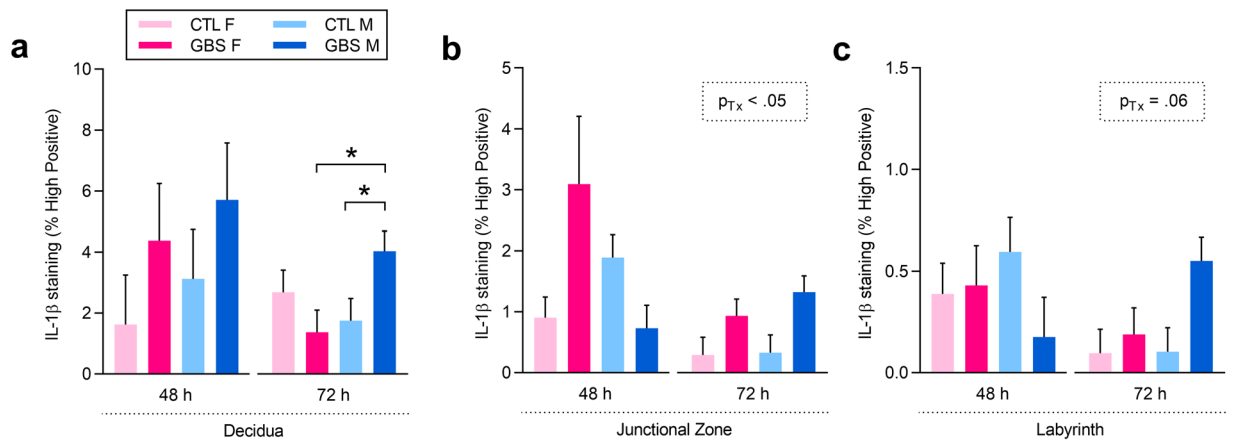 CTL F
CTL M
GBS F
GBS M
a
IL-1β staining (% High Positive)
10
8
6
4
2
0
*
*
48 h
72 h
Decidua
b
IL-1β staining (% High Positive)
5
4
3
2
1
0
pTx < .05
48 h
72 h
Junctional Zone
c
IL-1β staining (% High Positive)
1.5
1.0
0.5
0.0
pTx = .06
48 h
72 h
Labyrinth